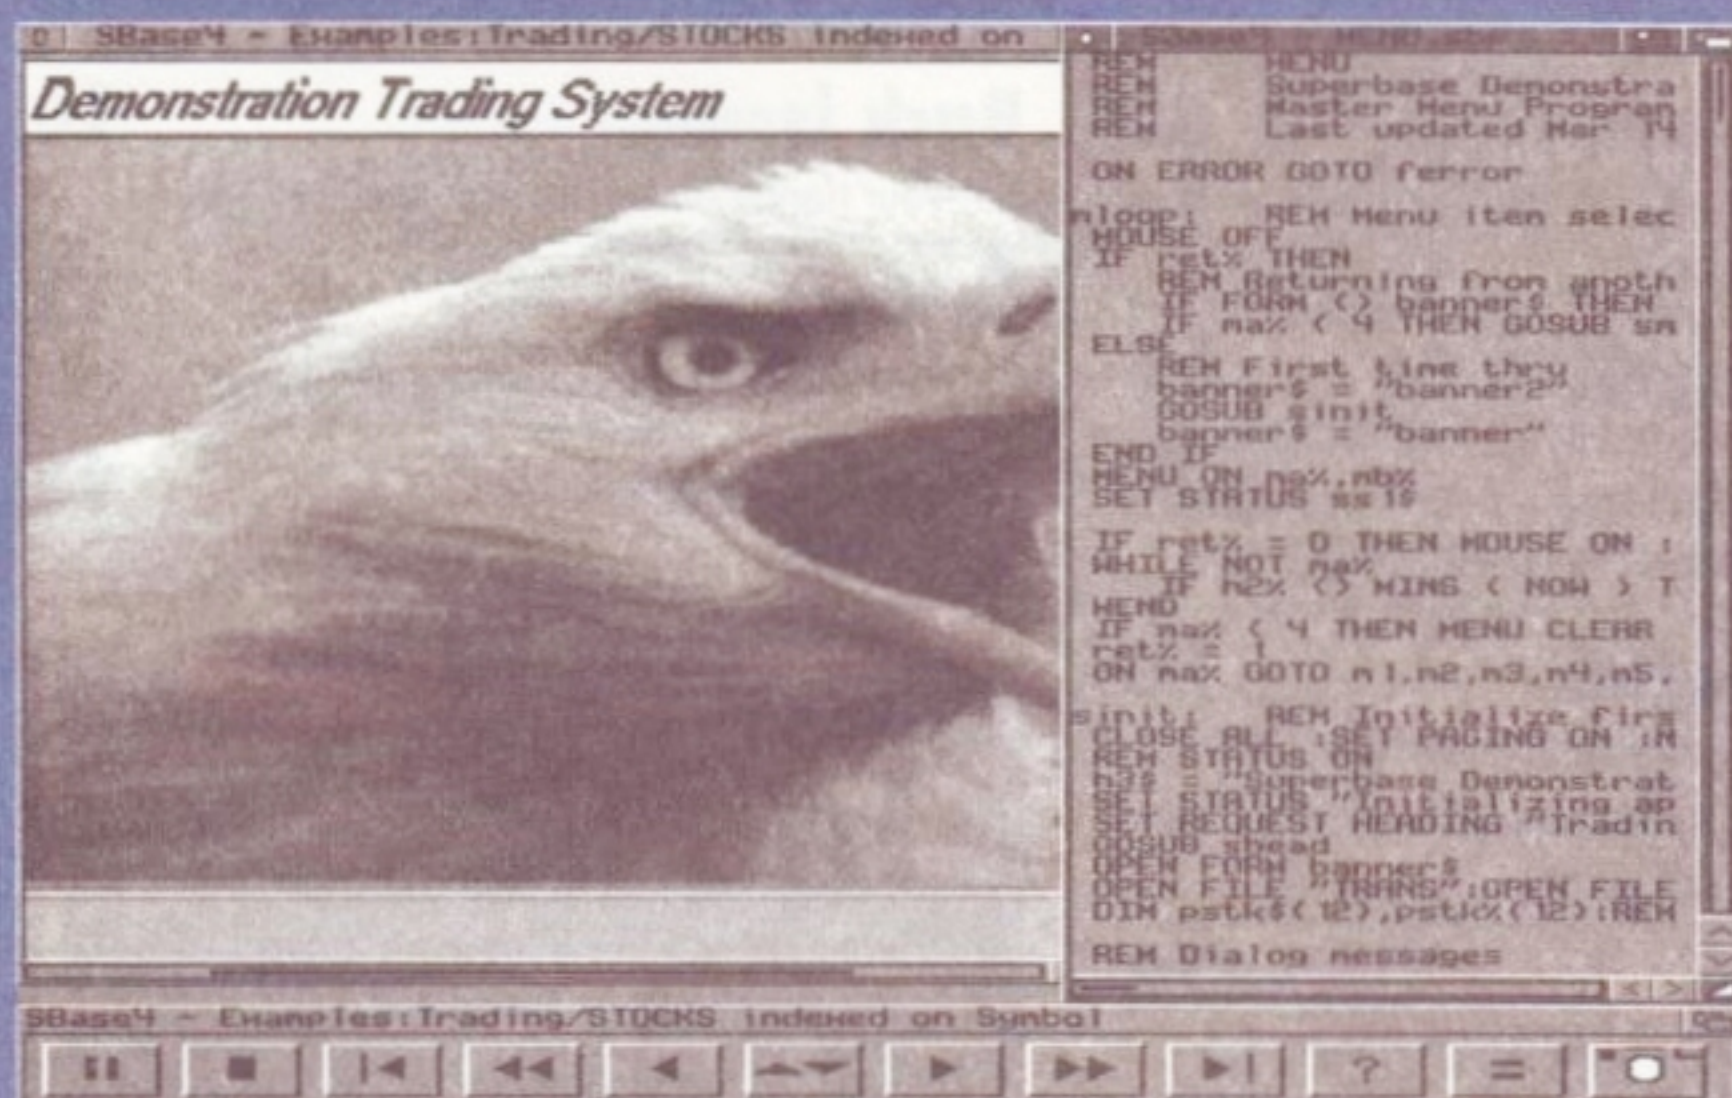 SBase4 - Examples:Trading/STOCKS indexed on
Demonstration Trading System
REM MENU
REM Superbase Demonstra
REM Master Menu Program
REM Last updated Mar 14
ON ERROR GOTO ferror
mloop: REM Menu item selec
MOUSE OFF
IF ret% THEN
REM Returning from anoth
IF FORM <> banner$ THEN
IF ma% < 4 THEN GOSUB sm
ELSE
REM First time thru
banner$ = "banner2"
GOSUB sinit
banner$ = "banner"
END IF
MENU ON ma%,mb%
SET STATUS ss1$
IF ret% = 0 THEN MOUSE ON :
WHILE NOT ma%
IF n2% <> MINS ( NOW ) T
WEND
IF ma% < 4 THEN MENU CLEAR
ret% = 1
ON ma% GOTO m1,m2,m3,m4,m5,
sinit: REM Initialize firs
CLOSE ALL :SET PAGING ON :M
REM STATUS ON
h3$ = "Superbase Demonstrat
SET STATUS "Initializing ap
SET REQUEST HEADING "Tradin
GOSUB shead
OPEN FORM banner$
OPEN FILE "TRANS":OPEN FILE
DIM pstk$(12),pstk%(12):REM
REM Dialog messages
SBase4 - Examples:Trading/STOCKS indexed on Symbol